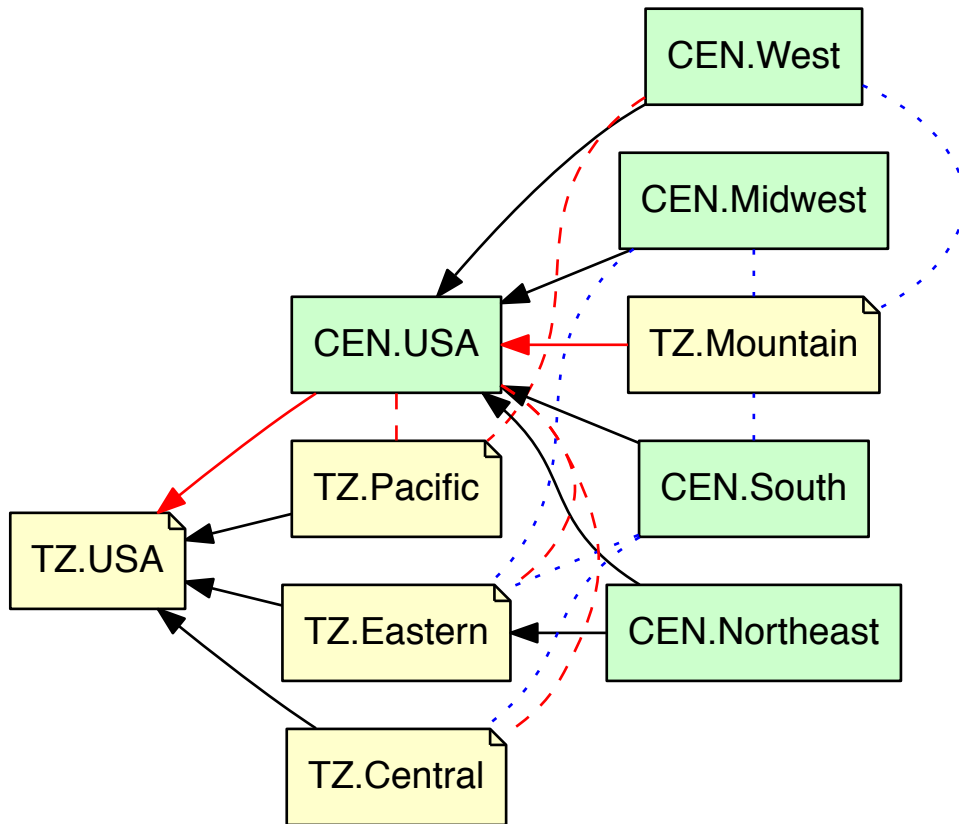 CEN.West
CEN.Midwest
CEN.USA
TZ.Mountain
TZ.Pacific
CEN.South
TZ.USA
TZ.Eastern
CEN.Northeast
TZ.Central